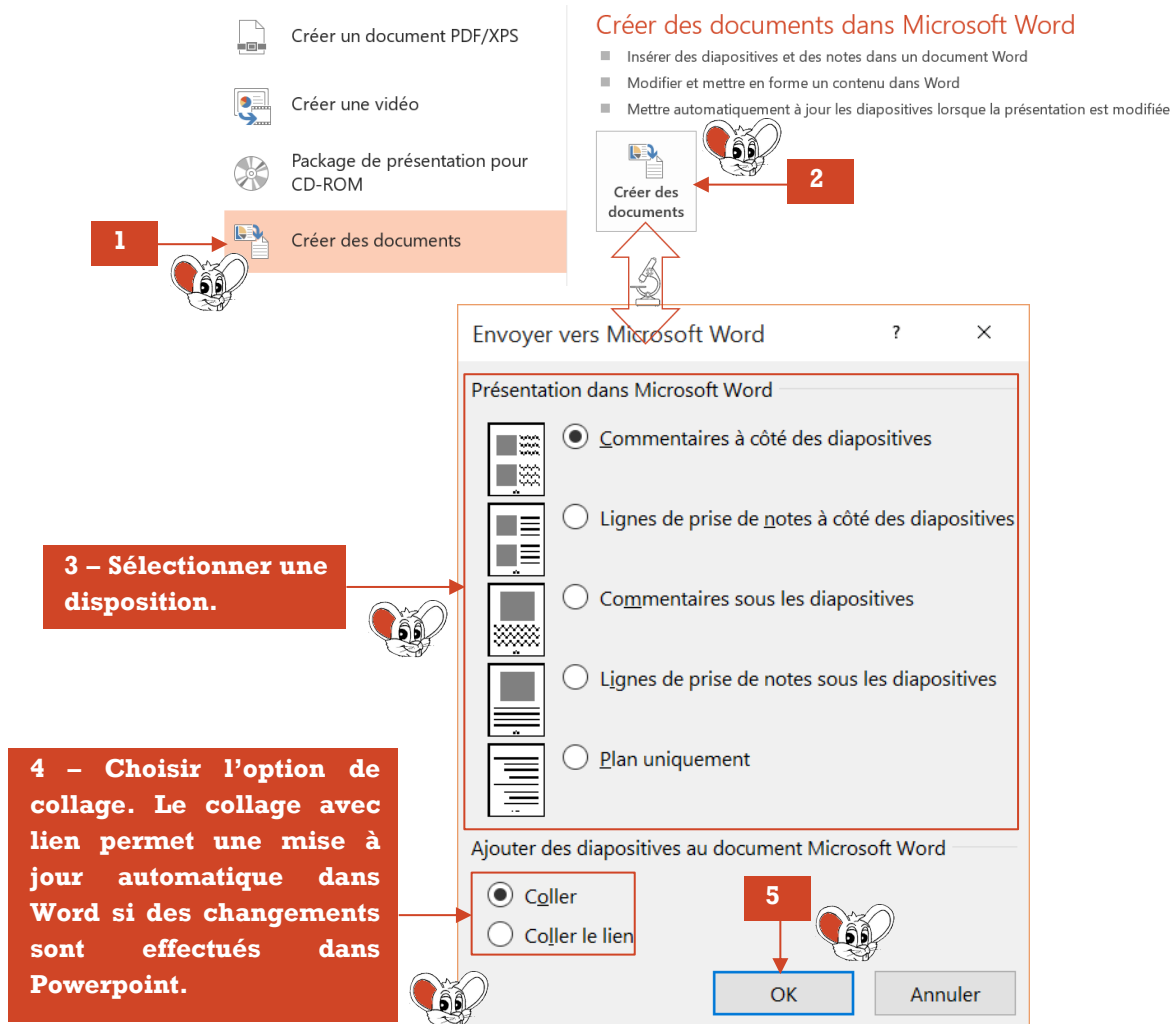 Créer un document PDF/XPS
Créer une vidéo
Package de présentation pour
CD-ROM
1
Créer des documents
Créer des documents dans Microsoft Word
Insérer des diapositives et des notes dans un document Word
Modifier et mettre en forme un contenu dans Word
Mettre automatiquement à jour les diapositives lorsque la présentation est modifiée
Créer des
documents
2
Envoyer vers Microsoft Word ? ×
Présentation dans Microsoft Word
Commentaires à côté des diapositives
Lignes de prise de notes à côté des diapositives
3 – Sélectionner une
disposition.
Commentaires sous les diapositives
Lignes de prise de notes sous les diapositives
Plan uniquement
4 – Choisir l’option de
collage. Le collage avec
lien permet une mise à
jour automatique dans
Word si des changements
sont effectués dans
Powerpoint.
Ajouter des diapositives au document Microsoft Word
Coller
Coller le lien
5
OK
Annuler